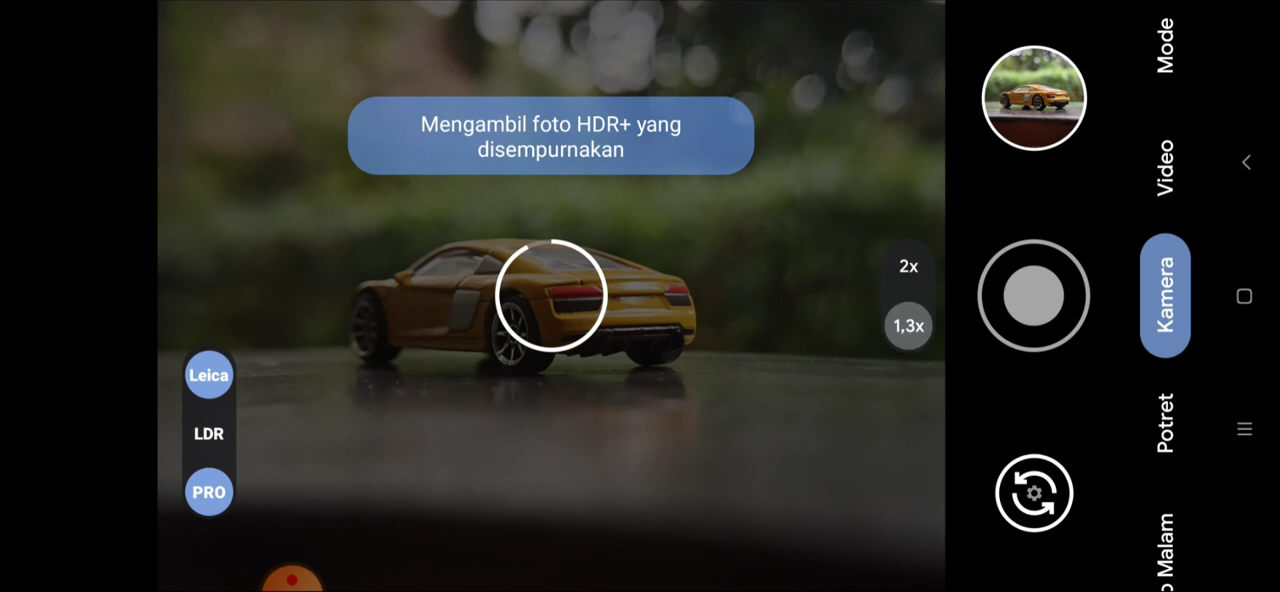 Mengambil foto HDR+ yang
disempurnakan
2x
1,3x
Leica
LDR
PRO
Mode
Video
Kamera
Potret
o Malam